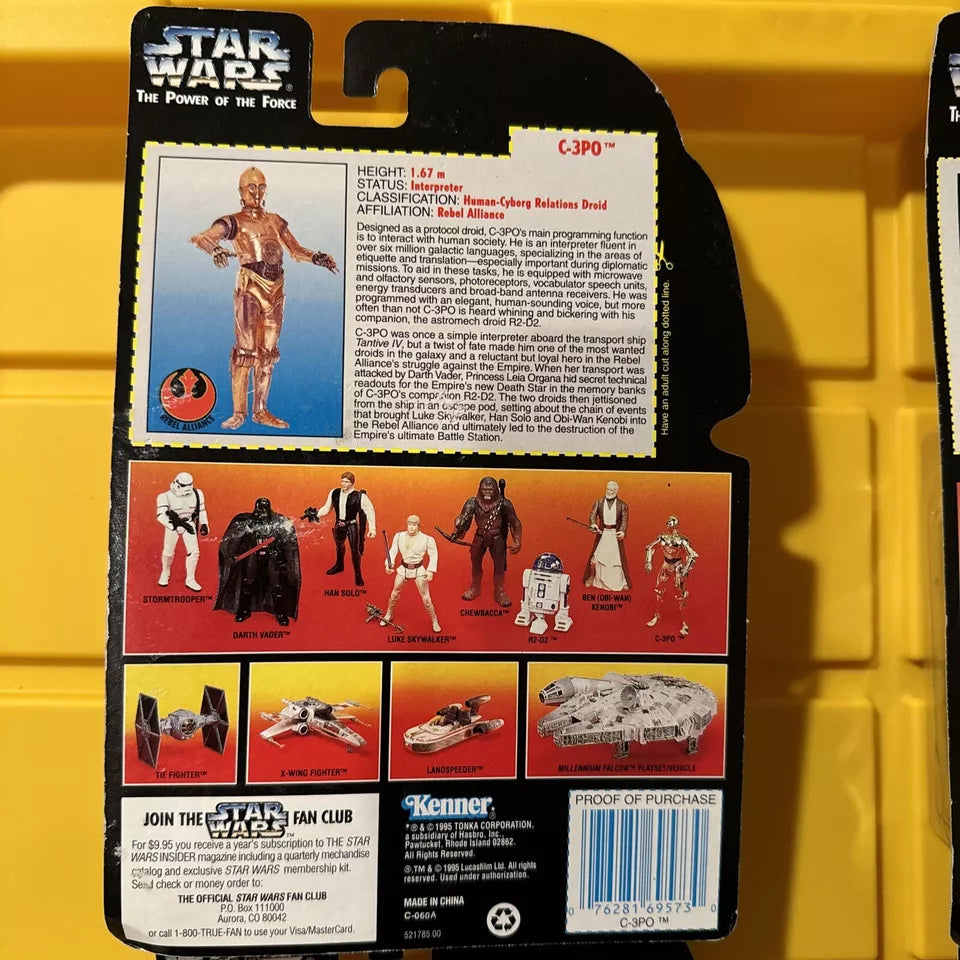 STAR
WARS®
THE POWER OF THE FORCE
C-3PO™
HEIGHT: 1.67 m
STATUS: Interpreter
CLASSIFICATION: Human-Cyborg Relations Droid
AFFILIATION: Rebel Alliance
Designed as a protocol droid, C-3PO's main programming function
is to interact with human society. He is an interpreter fluent in
over six million galactic languages, specializing in the areas of
etiquette and translation—especially important during diplomatic
missions. To aid in these tasks, he is equipped with microwave
and olfactory sensors, photoreceptors, vocabulator speech units,
energy transducers and broad-band antenna receivers. He was
programmed with an elegant, human-sounding voice, but more
often than not C-3PO is heard whining and bickering with his
companion, the astromech droid R2-D2.
C-3PO was once a simple interpreter aboard the transport ship
Tantive IV, but a twist of fate made him one of the most wanted
droids in the galaxy and a reluctant but loyal hero in the Rebel
Alliance's struggle against the Empire. When her transport was
attacked by Darth Vader, Princess Leia Organa hid secret technical
readouts for the Empire's new Death Star in the memory banks
of C-3PO's companion R2-D2. The two droids then jettisoned
from the ship in an escape pod, setting about the chain of events
that brought Luke Skywalker, Han Solo and Obi-Wan Kenobi into
the Rebel Alliance and ultimately led to the destruction of the
Empire's ultimate Battle Station.
REBEL ALLIANCE
Have an adult cut along dotted line.
STORMTROOPER™
DARTH VADER™
HAN SOLO™
LUKE SKYWALKER™
CHEWBACCA™
R2-D2™
BEN (OBI-WAN)
KENOBI™
C-3PO™
TIE FIGHTER™
X-WING FIGHTER™
LANDSPEEDER™
MILLENNIUM FALCON™ PLAYSET/VEHICLE
JOIN THE STAR WARS™ FAN CLUB
For $9.95 you receive a year's subscription to THE STAR
WARS INSIDER magazine including a quarterly merchandise
catalog and exclusive STAR WARS membership kit.
Send check or money order to:
THE OFFICIAL STAR WARS FAN CLUB
P.O. Box 111000
Aurora, CO 80042
or call 1-800-TRUE-FAN to use your Visa/MasterCard.
Kenner®
*® & © 1995 TONKA CORPORATION,
a subsidiary of Hasbro, Inc.,
Pawtucket, Rhode Island 02862.
All Rights Reserved.
®,TM & © 1995 Lucasfilm Ltd. All rights
reserved. Used under authorization.
MADE IN CHINA
C-060A
521785.00
PROOF OF PURCHASE
0 76281 69573 0
C-3PO ™